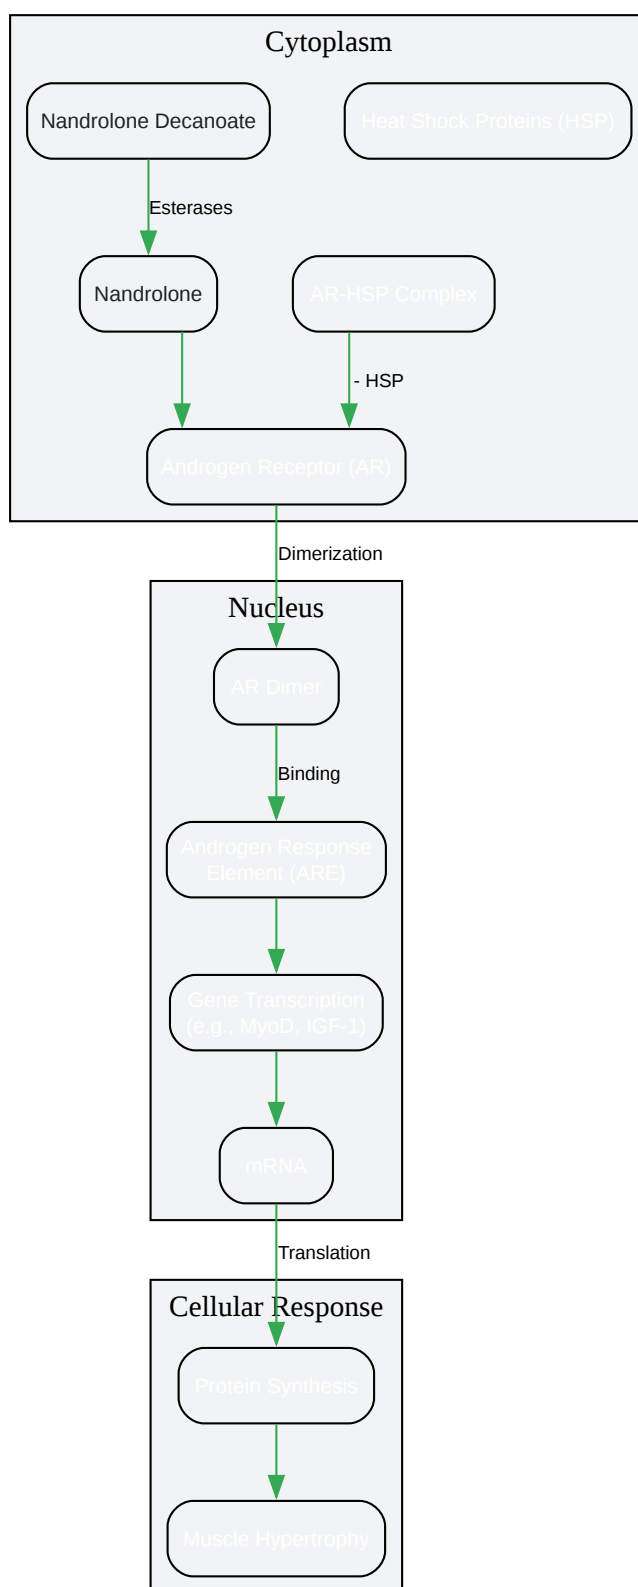 Cytoplasm
Nandrolone Decanoate
Heat Shock Proteins (HSP)
Esterases
Nandrolone
AR-HSP Complex
- HSP
Androgen Receptor (AR)
Dimerization
Nucleus
AR Dimer
Binding
Androgen Response
Element (ARE)
Gene Transcription
(e.g., MyoD, IGF-1)
mRNA
Translation
Cellular Response
Protein Synthesis
Muscle Hypertrophy